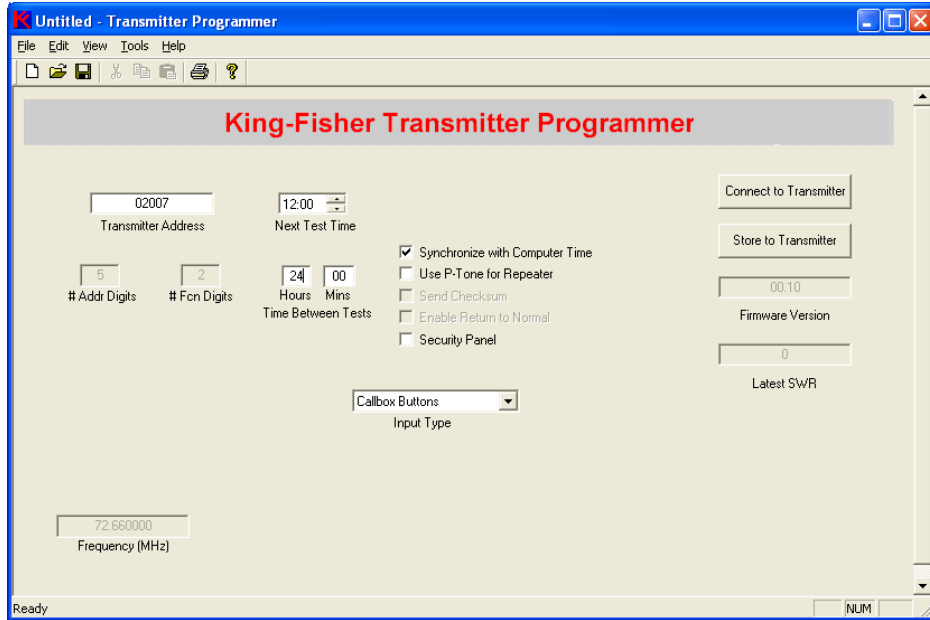 Untitled - Transmitter Programmer
File Edit View Tools Help
King-Fisher Transmitter Programmer
02007
Transmitter Address
12:00
Next Test Time
Connect to Transmitter
Store to Transmitter
5
# Addr Digits
2
# Fcn Digits
24 00
Hours Mins
Time Between Tests
Synchronize with Computer Time
Use P-Tone for Repeater
Send Checksum
Enable Return to Normal
Security Panel
00.10
Firmware Version
0
Latest SWR
Callbox Buttons
Input Type
72.660000
Frequency (MHz)
Ready
NUM